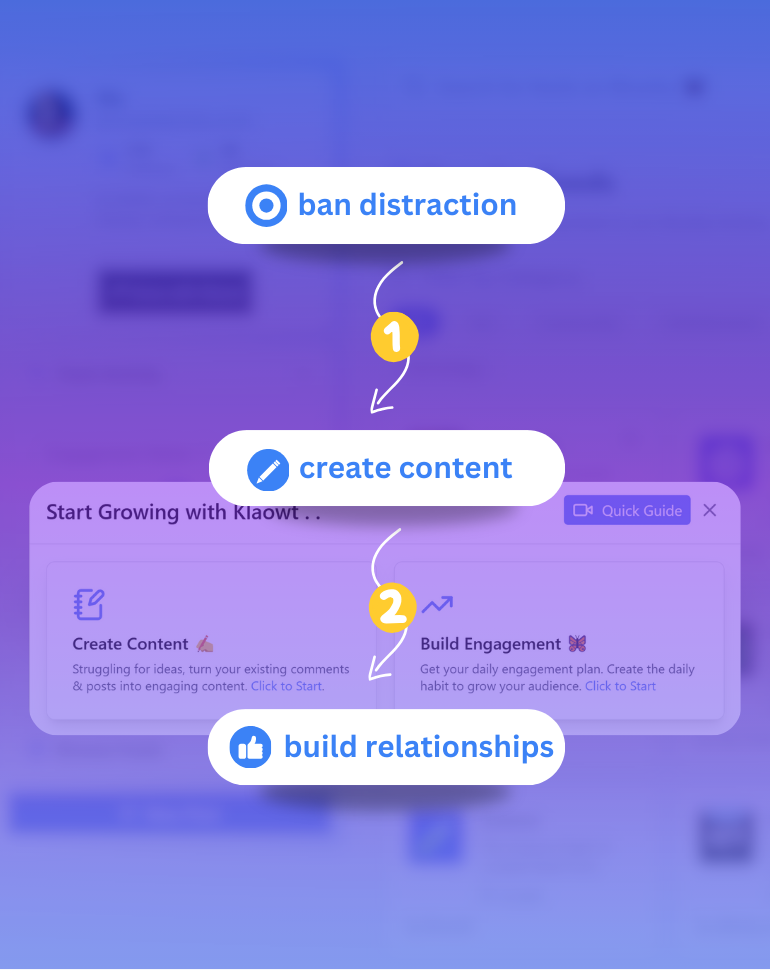 ban distraction
1
create content
Start Growing with Klaowt . .
Quick Guide
2
Create Content
Build Engagement
Struggling for ideas, turn your existing comments
& posts into engaging content. Click to Start.
Get your daily engagement plan. Create the daily
habit to grow your audience. Click to Start
build relationships